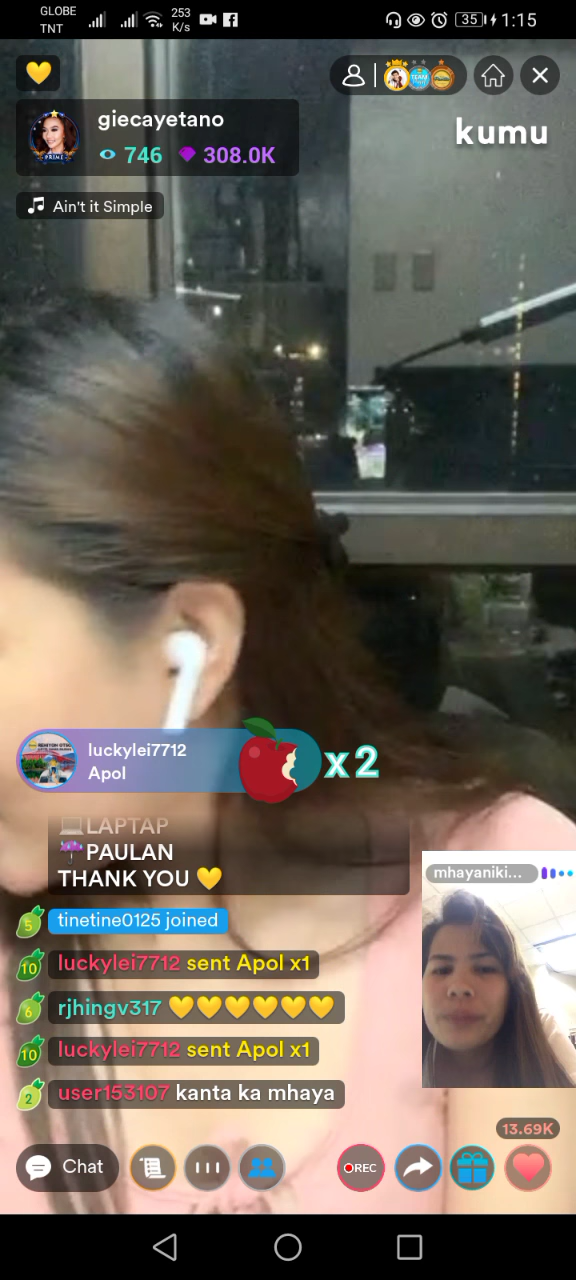 GLOBE
TNT
253
K/s
35
1:15
giecayetano
746
308.0K
PRIME
TEAM
kumu
Ain't it Simple
luckylei7712
Apol
x 2
LAPTAP
PAULAN
THANK YOU 💛
mhayaniki...
5 tinetine0125 joined
10 luckylei7712 sent Apol x1
6 rjhingv317 💛💛💛💛💛💛
10 luckylei7712 sent Apol x1
2 user153107 kanta ka mhaya
13.69K
Chat
REC